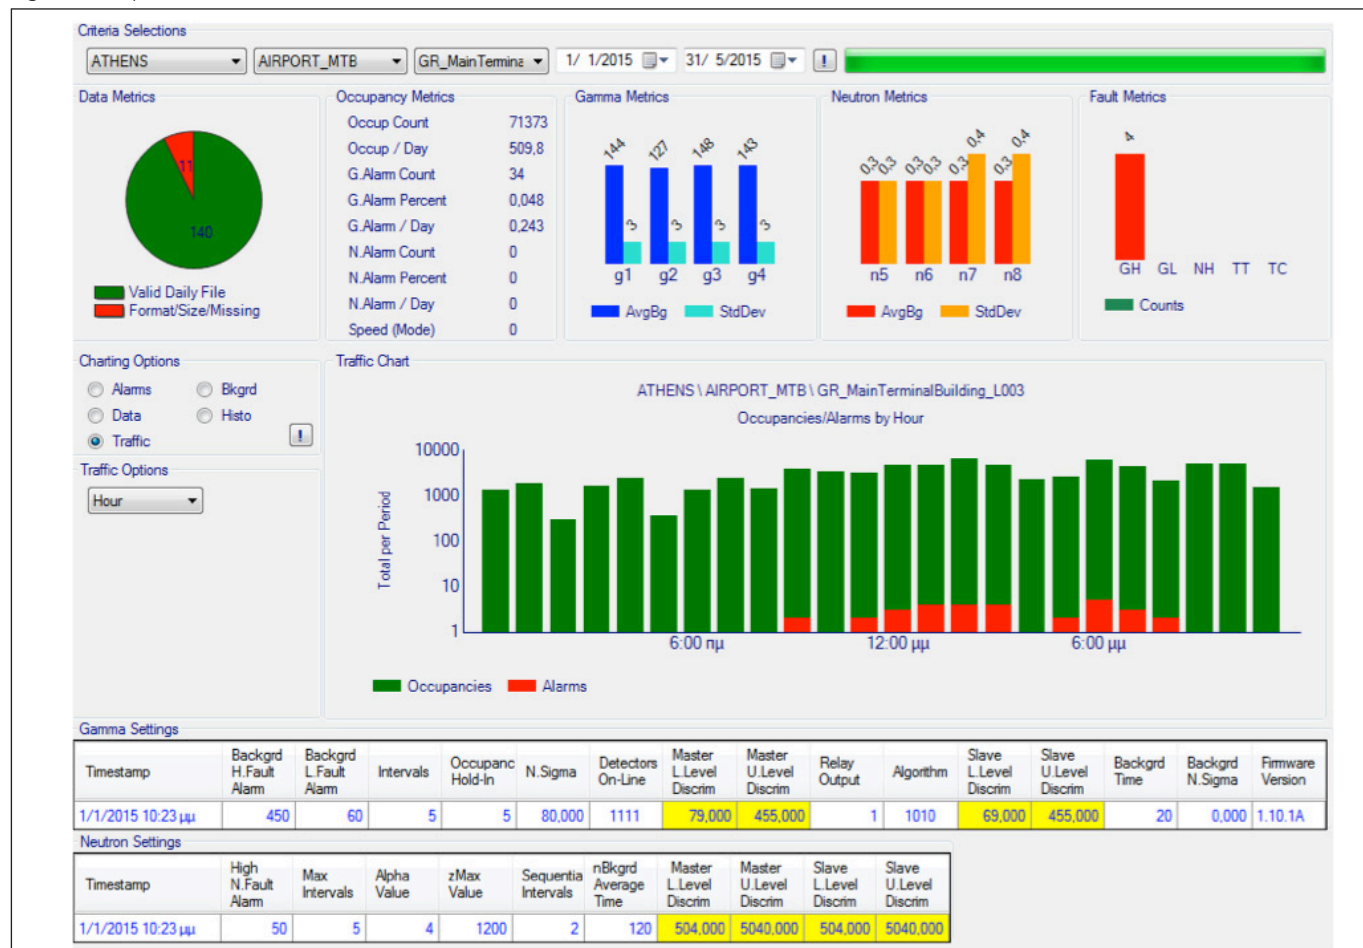 Criteria Selections
ATHENS AIRPORT_MTB GR_MainTermina 1/ 1/2015 31/ 5/2015 !
Data Metrics
11
140
Valid Daily File
Format/Size/Missing
Occupancy Metrics
Occup Count 71373
Occup / Day 509,8
G.Alarm Count 34
G.Alarm Percent 0,048
G.Alarm / Day 0,243
N.Alarm Count 0
N.Alarm Percent 0
N.Alarm / Day 0
Speed (Mode) 0
Gamma Metrics
144 127 148 143
3 3 3 3
g1 g2 g3 g4
AvgBg StdDev
Neutron Metrics
0,3 0,3 0,3 0,3 0,3 0,4 0,3 0,4
n5 n6 n7 n8
AvgBg StdDev
Fault Metrics
4
GH GL NH TT TC
Counts
Charting Options
Alarms Bkgrd
Data Histo
Traffic !
Traffic Options
Hour
Traffic Chart
ATHENS \ AIRPORT_MTB \ GR_MainTerminalBuilding_L003
Occupancies/Alarms by Hour
Total per Period
10000
1000
100
10
1
6:00 πμ 12:00 μμ 6:00 μμ
Occupancies Alarms
Gamma Settings
Timestamp Backgrd H.Fault Alarm Backgrd L.Fault Alarm Intervals Occupanc Hold-In N.Sigma Detectors On-Line Master L.Level Discrim Master U.Level Discrim Relay Output Algorithm Slave L.Level Discrim Slave U.Level Discrim Backgrd Time Backgrd N.Sigma Firmware Version
1/1/2015 10:23 μμ 450 60 5 5 80,000 1111 79,000 455,000 1 1010 69,000 455,000 20 0,000 1.10.1A
Neutron Settings
Timestamp High N.Fault Alarm Max Intervals Alpha Value zMax Value Sequentia Intervals nBkgrd Average Time Master L.Level Discrim Master U.Level Discrim Slave L.Level Discrim Slave U.Level Discrim
1/1/2015 10:23 μμ 50 5 4 1200 2 120 504,000 5040,000 504,000 5040,000